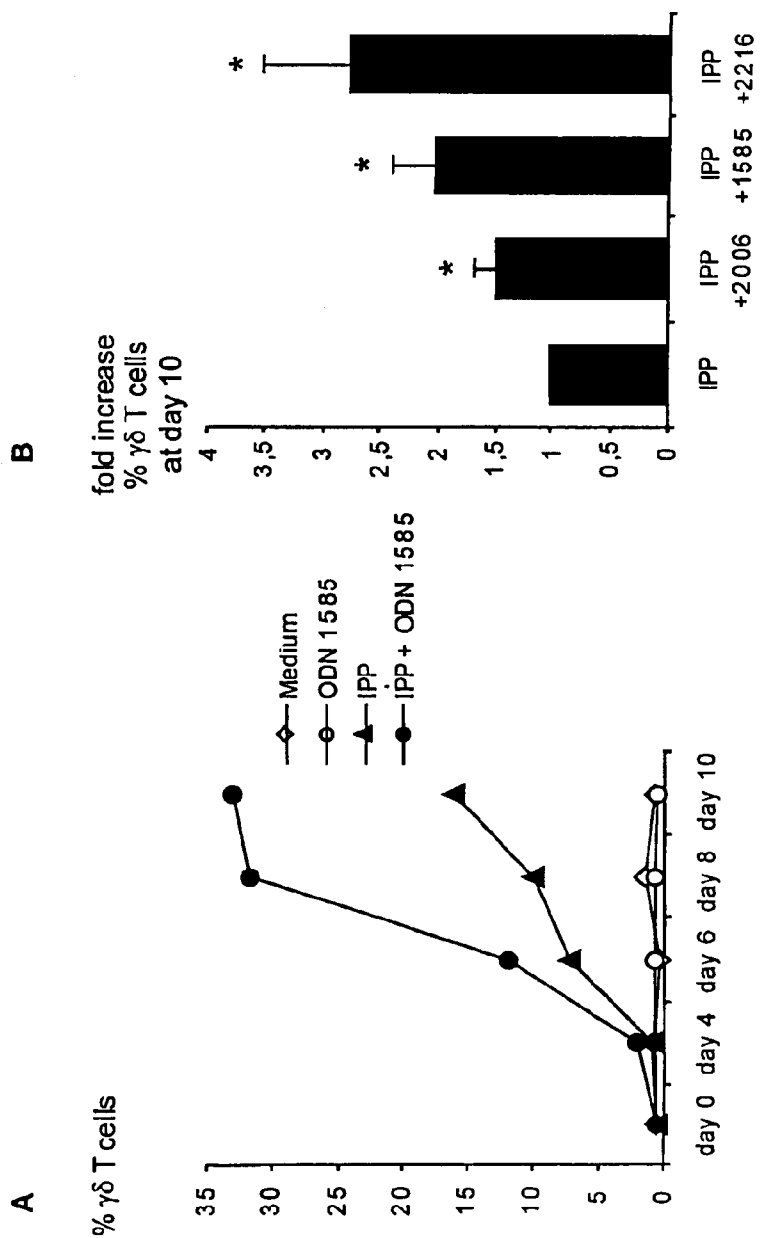 A
% γδ T cells
35
30
25
20
15
10
5
0
day 0 day 4 day 6 day 8 day 10
Medium
ODN 1585
IPP
IPP + ODN 1585
B
fold increase
% γδ T cells
at day 10
4
3,5
3
2,5
2
1,5
1
0,5
0
* * *
IPP IPP IPP IPP
+2006 +1585 +2216